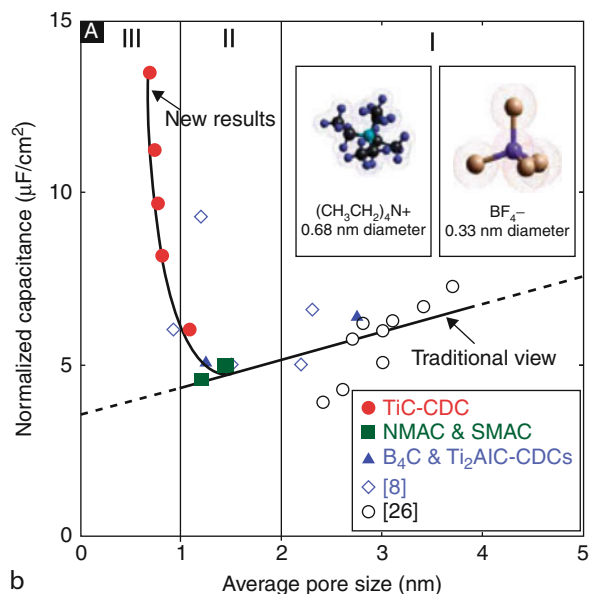 A
III
II
I
15
10
5
0
Normalized capacitance (µF/cm²)
New results
(CH₃CH₂)₄N+
0.68 nm diameter
BF₄–
0.33 nm diameter
Traditional view
TiC-CDC
NMAC & SMAC
B₄C & Ti₂AlC-CDCs
[8]
[26]
0 1 2 3 4 5
b
Average pore size (nm)